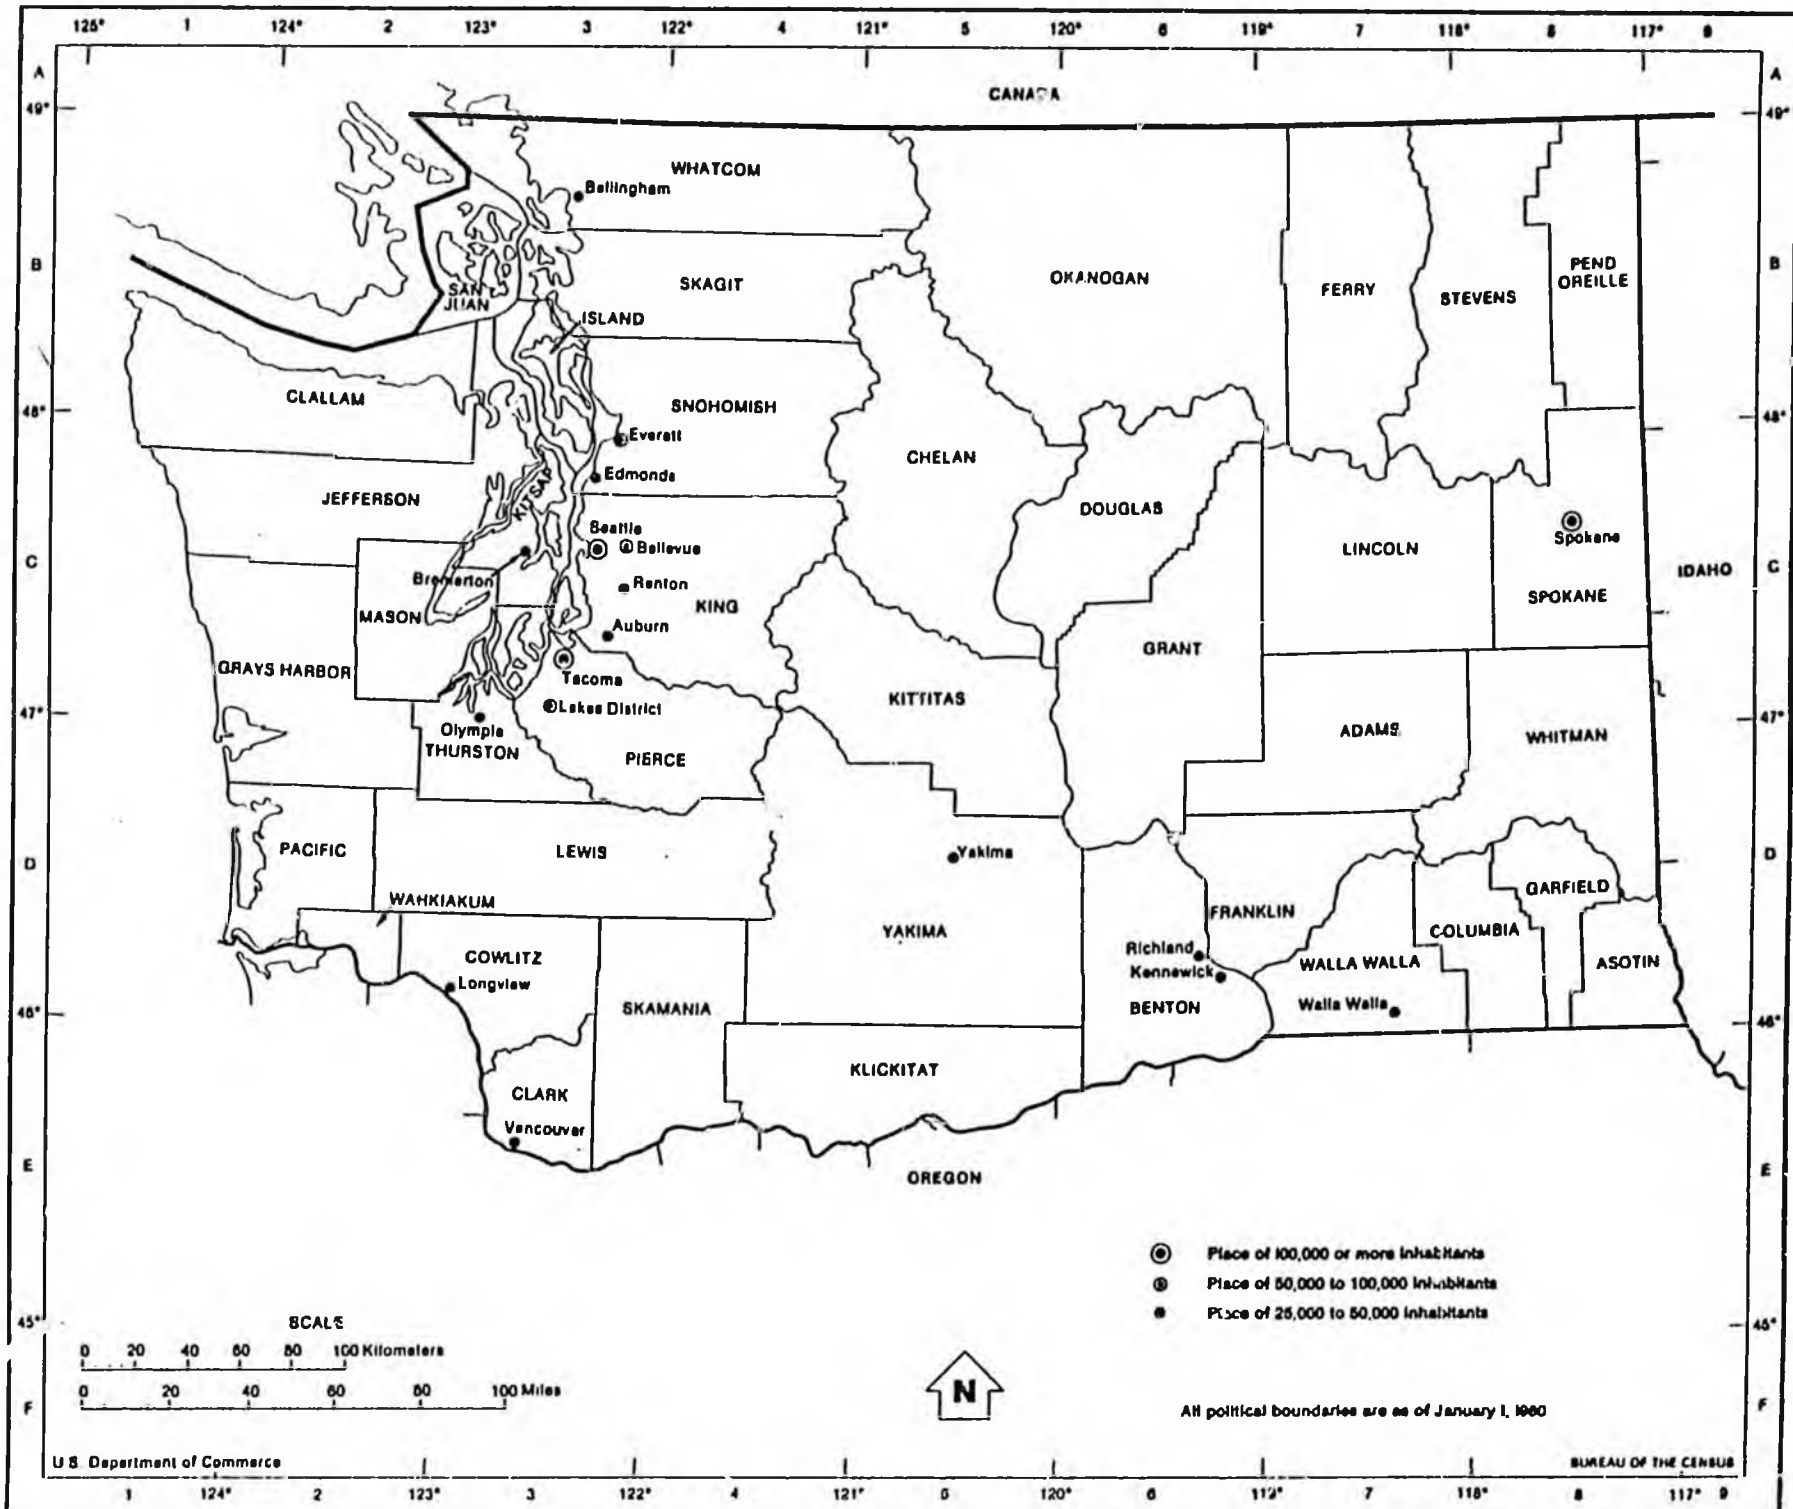 125° 1 124° 2 123° 3 122° 4 121° 5 120° 6 119° 7 118° 8 117° 9
A A
49° 49°
CANADA
WHATCOM
Bellingham
B B
SKAGIT
OKANOGAN
FERRY
STEVENS
PEND
OREILLE
SAN
JUAN
ISLAND
CLALLAM
SNOHOMISH
48° 48°
Everett
CHELAN
Edmonds
JEFFERSON
KITSAP
DOUGLAS
Seattle
Bellevue
LINCOLN
Spokane
C C
IDAHO
Bremerton
Renton
SPOKANE
MASON
KING
Auburn
GRANT
GRAYS HARBOR
Tacoma
KITTITAS
Lakes District
47° 47°
Olympia
THURSTON
ADAMS
WHITMAN
PIERCE
PACIFIC
LEWIS
Yakima
D D
GARFIELD
WAHKIAKUM
FRANKLIN
YAKIMA
COLUMBIA
COWLITZ
Richland
WALLA WALLA
ASOTIN
Kennewick
Longview
SKAMANIA
BENTON
Walla Walla
46° 46°
KLICKITAT
CLARK
Vancouver
E E
OREGON
Place of 100,000 or more inhabitants
Place of 50,000 to 100,000 inhabitants
Place of 25,000 to 50,000 inhabitants
45° 45°
SCALE
0 20 40 60 80 100 Kilometers
0 20 40 60 80 100 Miles
N
F F
All political boundaries are as of January 1, 1980
U.S. Department of Commerce
BUREAU OF THE CENSUS
1 124° 2 123° 3 122° 4 121° 5 120° 6 119° 7 118° 8 117° 9